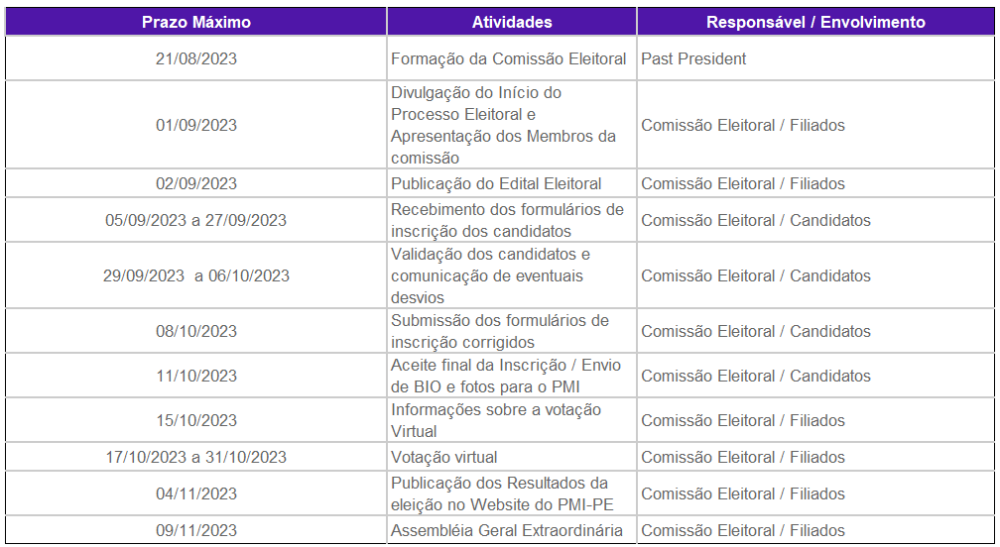 Prazo Máximo Atividades Responsável / Envolvimento
21/08/2023 Formação da Comissão Eleitoral Past President
Divulgação do Início do
Processo Eleitoral e
01/09/2023 Apresentação dos Membros da Comissão Eleitoral / Filiados
comissão
02/09/2023 Publicação do Edital Eleitoral Comissão Eleitoral / Filiados
05/09/2023 a 27/09/2023 Recebimento dos formulários de Comissão Eleitoral / Candidatos
inscrição dos candidatos
Validação dos candidatos e
29/09/2023  a 06/10/2023 comunicação de eventuais Comissão Eleitoral / Candidatos
desvios
08/10/2023 Submissão dos formulários de Comissão Eleitoral / Candidatos
inscrição corrigidos
11/10/2023 Aceite final da Inscrição / Envio Comissão Eleitoral / Candidatos
de BIO e fotos para o PMI
15/10/2023 Informações sobre a votação Comissão Eleitoral / Filiados
Virtual
17/10/2023 a 31/10/2023 Votação virtual Comissão Eleitoral / Filiados
04/11/2023 Publicação dos Resultados da Comissão Eleitoral / Filiados
eleição no Website do PMI-PE
09/11/2023 Assembléia Geral Extraordinária Comissão Eleitoral / Filiados